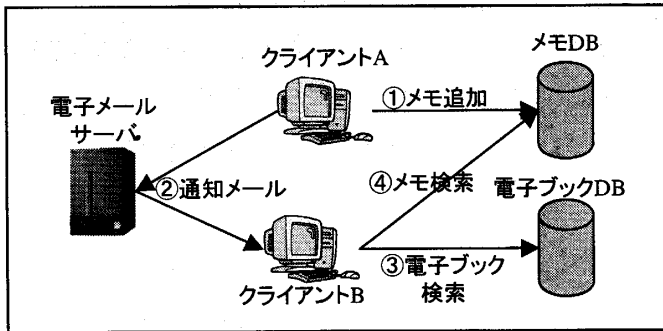 クライアントA
メモDB
①メモ追加
電子メール
サーバ
②通知メール
④メモ検索
電子ブックDB
③電子ブック
検索
クライアントB